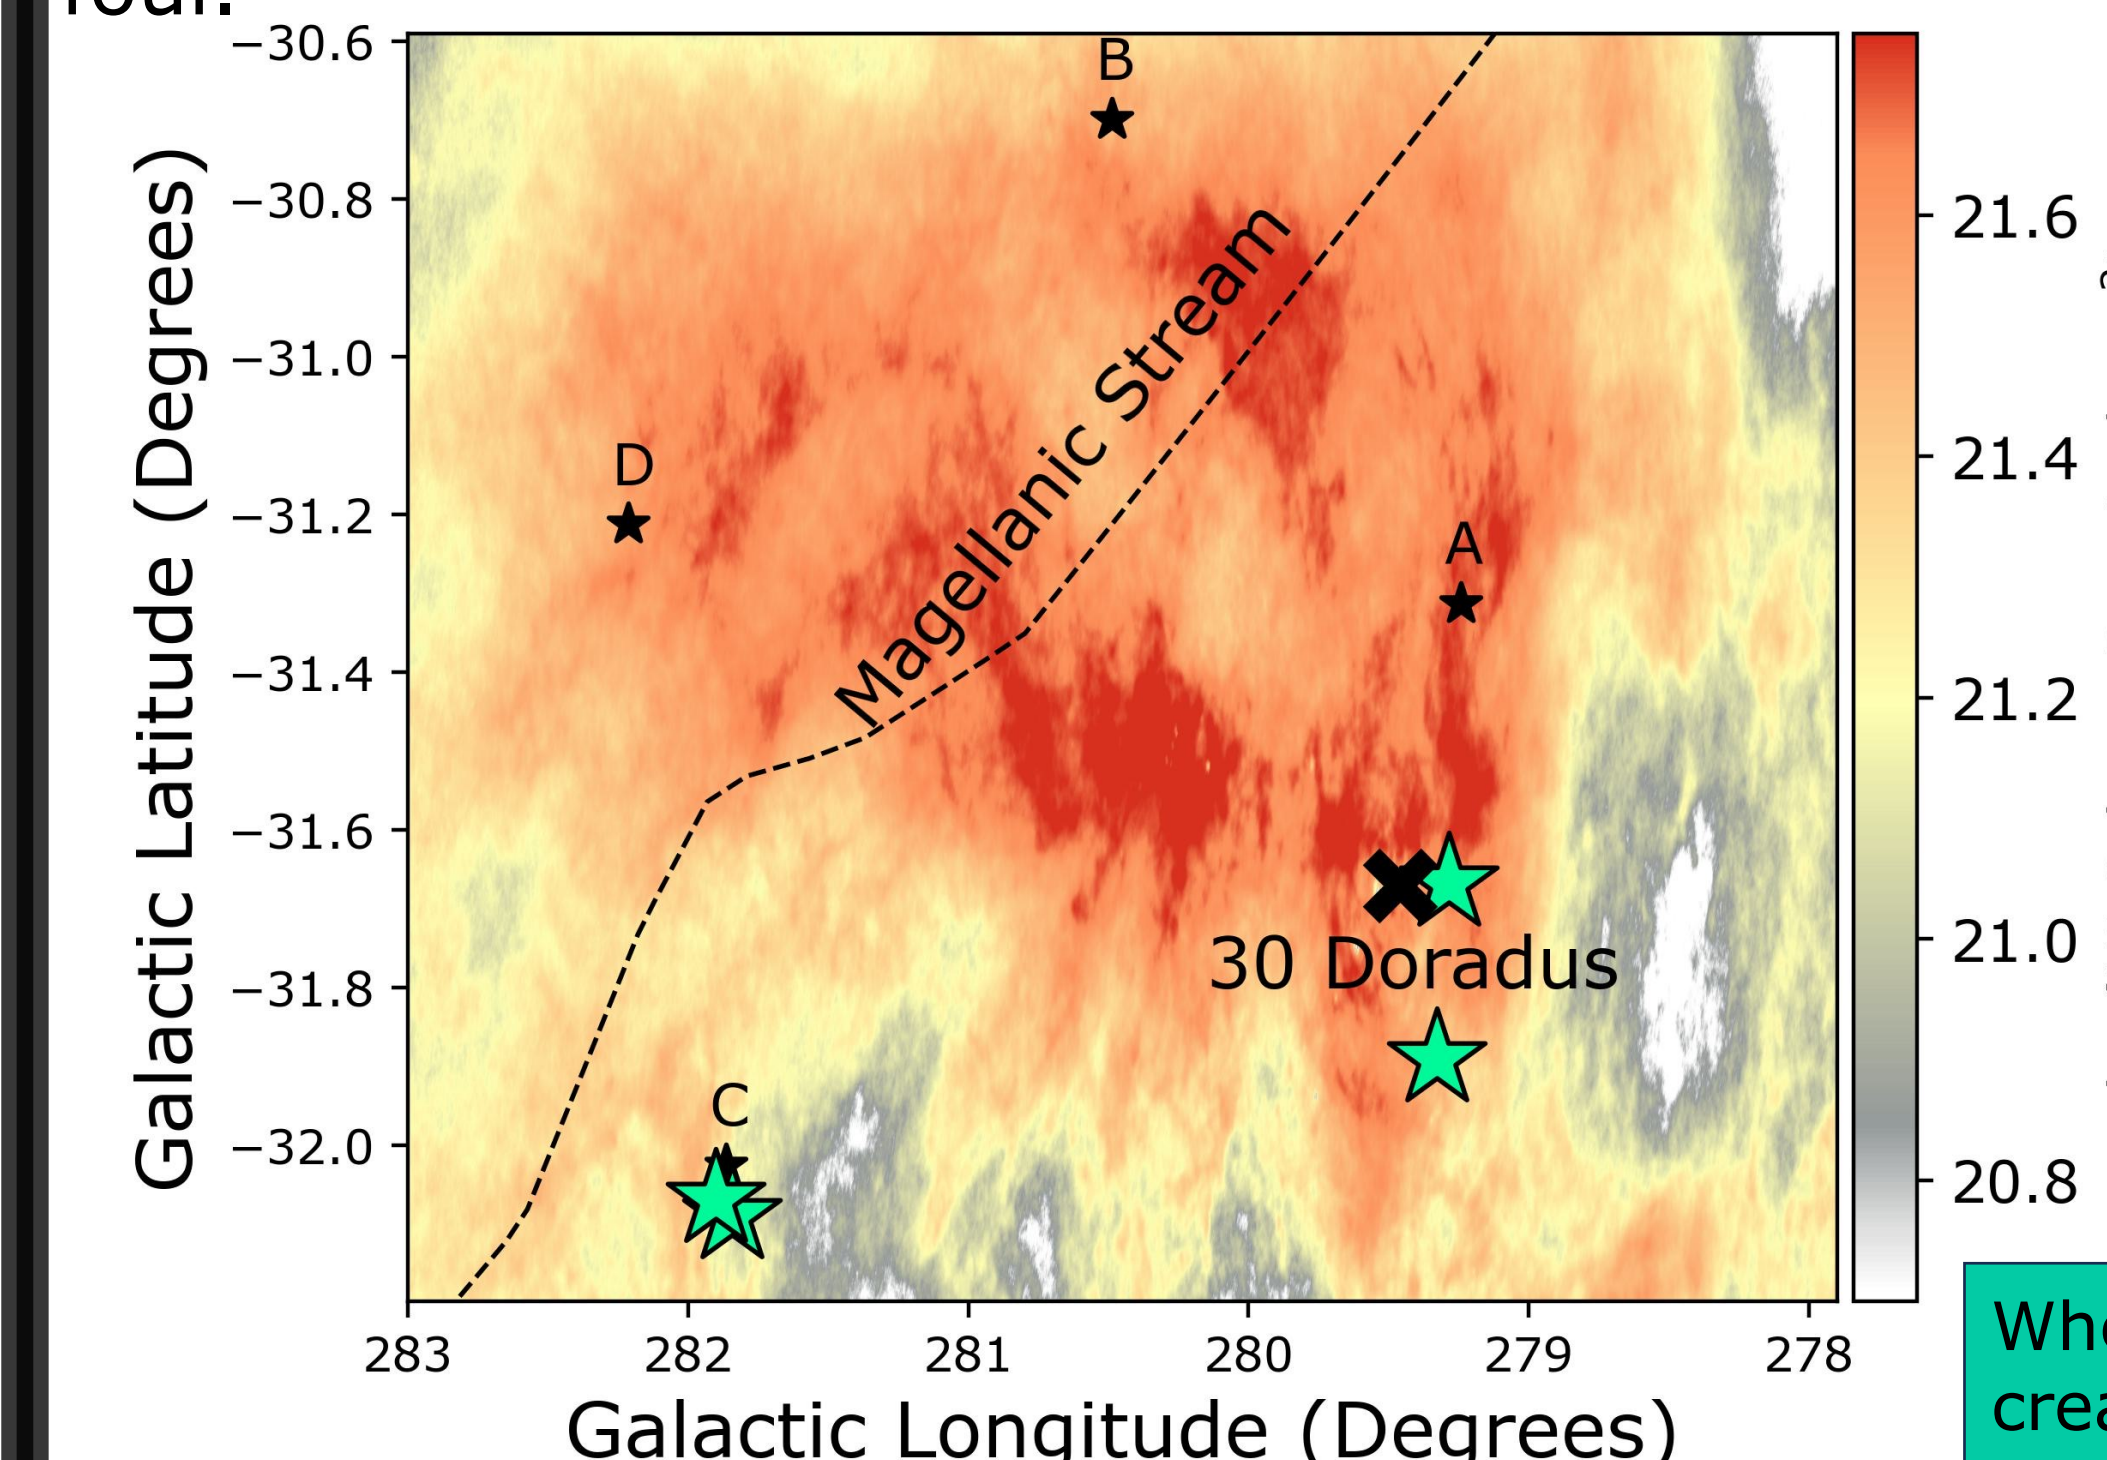 −30.6
−30.8
−31.0
−31.2
−31.4
−31.6
−31.8
−32.0
Galactic Latitude (Degrees)
B
D
A
C
Magellanic Stream
30 Doradus
283
282
281
280
279
278
Galactic Longitude (Degrees)
21.6
21.4
21.2
21.0
20.8